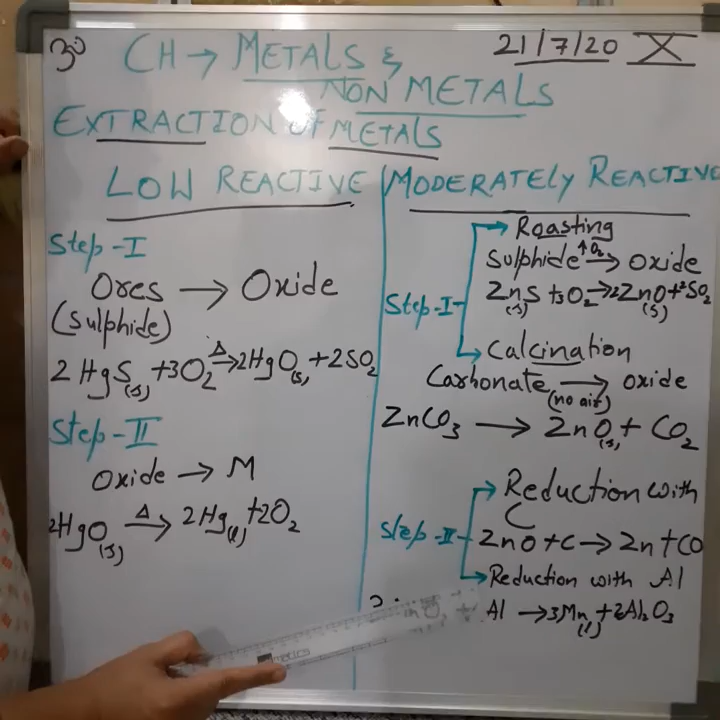 30
21/7/20 X
CH → METALS &
NON METALS
EXTRACTION OF METALS
LOW REACTIVE
Step-I
Ores → Oxide
(Sulphide)
2HgS(s) + 3O2 Δ→ 2HgO(s) + 2SO2
Step-II
Oxide → M
2HgO(s) Δ→ 2Hg(l) + 2O2
MODERATELY REACTIVE
Step-I
Roasting
Sulphide ↑O2→ Oxide
2ZnS(s) + 3O2 → 2ZnO(s) + 2SO2
Calcination
Carbonate → oxide
(no air)
ZnCO3 → ZnO(s) + CO2
Step-II
Reduction with
C
ZnO + C → Zn + CO
Reduction with Al
Al → 3Mn(l) + 2Al2O3